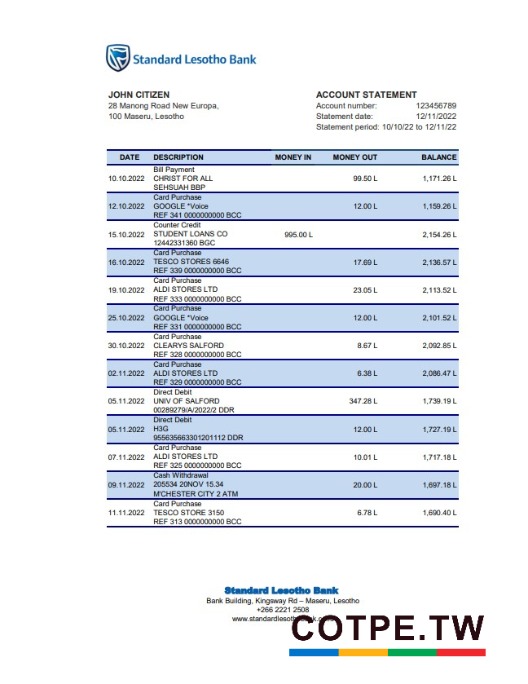 Standard Lesotho Bank
JOHN CITIZEN
28 Manong Road New Europa,
100 Maseru, Lesotho
ACCOUNT STATEMENT
Account number: 123456789
Statement date: 12/11/2022
Statement period: 10/10/22 to 12/11/22
DATE DESCRIPTION MONEY IN MONEY OUT BALANCE
Bill Payment
10.10.2022 CHRIST FOR ALL 99.50 L 1,171.26 L
SEHSUAH BBP
Card Purchase
12.10.2022 GOOGLE *Voice 12.00 L 1,159.26 L
REF 341 0000000000 BCC
Counter Credit
15.10.2022 STUDENT LOANS CO 995.00 L 2,154.26 L
12442331360 BGC
Card Purchase
16.10.2022 TESCO STORES 6646 17.69 L 2,136.57 L
REF 339 0000000000 BCC
Card Purchase
19.10.2022 ALDI STORES LTD 23.05 L 2,113.52 L
REF 333 0000000000 BCC
Card Purchase
25.10.2022 GOOGLE *Voice 12.00 L 2,101.52 L
REF 331 0000000000 BCC
Card Purchase
30.10.2022 CLEARYS SALFORD 8.67 L 2,092.85 L
REF 328 0000000000 BCC
Card Purchase
02.11.2022 ALDI STORES LTD 6.38 L 2,086.47 L
REF 329 0000000000 BCC
Direct Debit
05.11.2022 UNIV OF SALFORD 347.28 L 1,739.19 L
00289279/A/2022/2 DDR
Direct Debit
05.11.2022 H3G 12.00 L 1,727.19 L
955635663301201112 DDR
Card Purchase
07.11.2022 ALDI STORES LTD 10.01 L 1,717.18 L
REF 325 0000000000 BCC
Cash Withdrawal
09.11.2022 205534 20NOV 15.34 20.00 L 1,697.18 L
M'CHESTER CITY 2 ATM
Card Purchase
11.11.2022 TESCO STORE 3150 6.78 L 1,690.40 L
REF 313 0000000000 BCC
Standard Lesotho Bank
Bank Building, Kingsway Rd – Maseru, Lesotho
+266 2221 2508
COTPE.TW